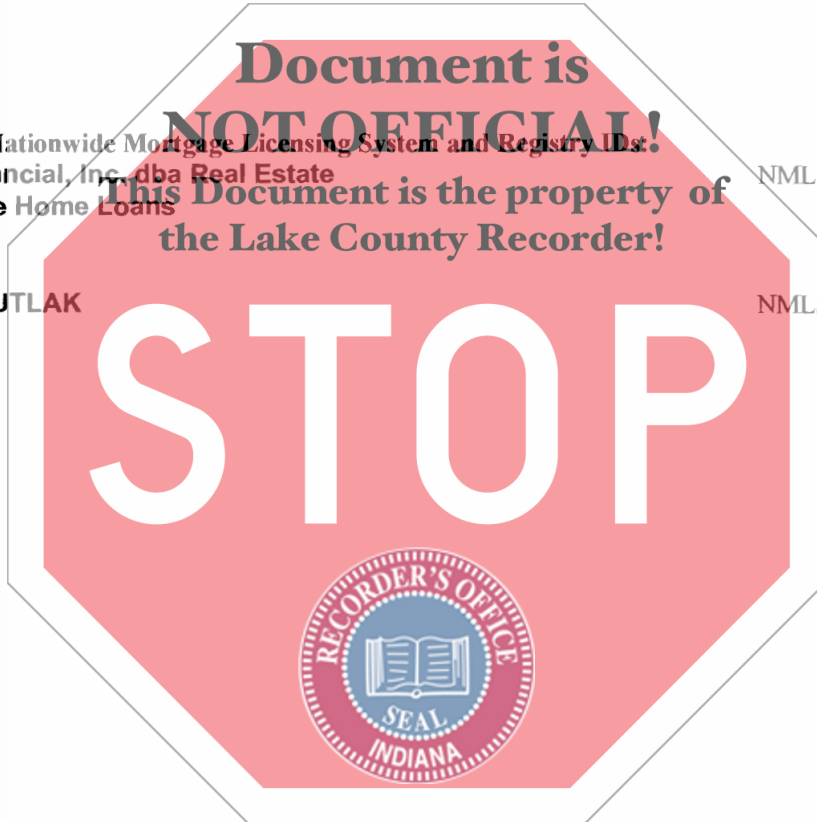 Document is
NOT OFFICIAL!
Nationwide Mortgage Licensing System and Registry IDs:
ncial, Inc. dba Real Estate NML
This Document is the property of
e Home Loans
the Lake County Recorder!
UTLAK NML
STOP
RECORDER'S OFFICE
SEAL
INDIANA